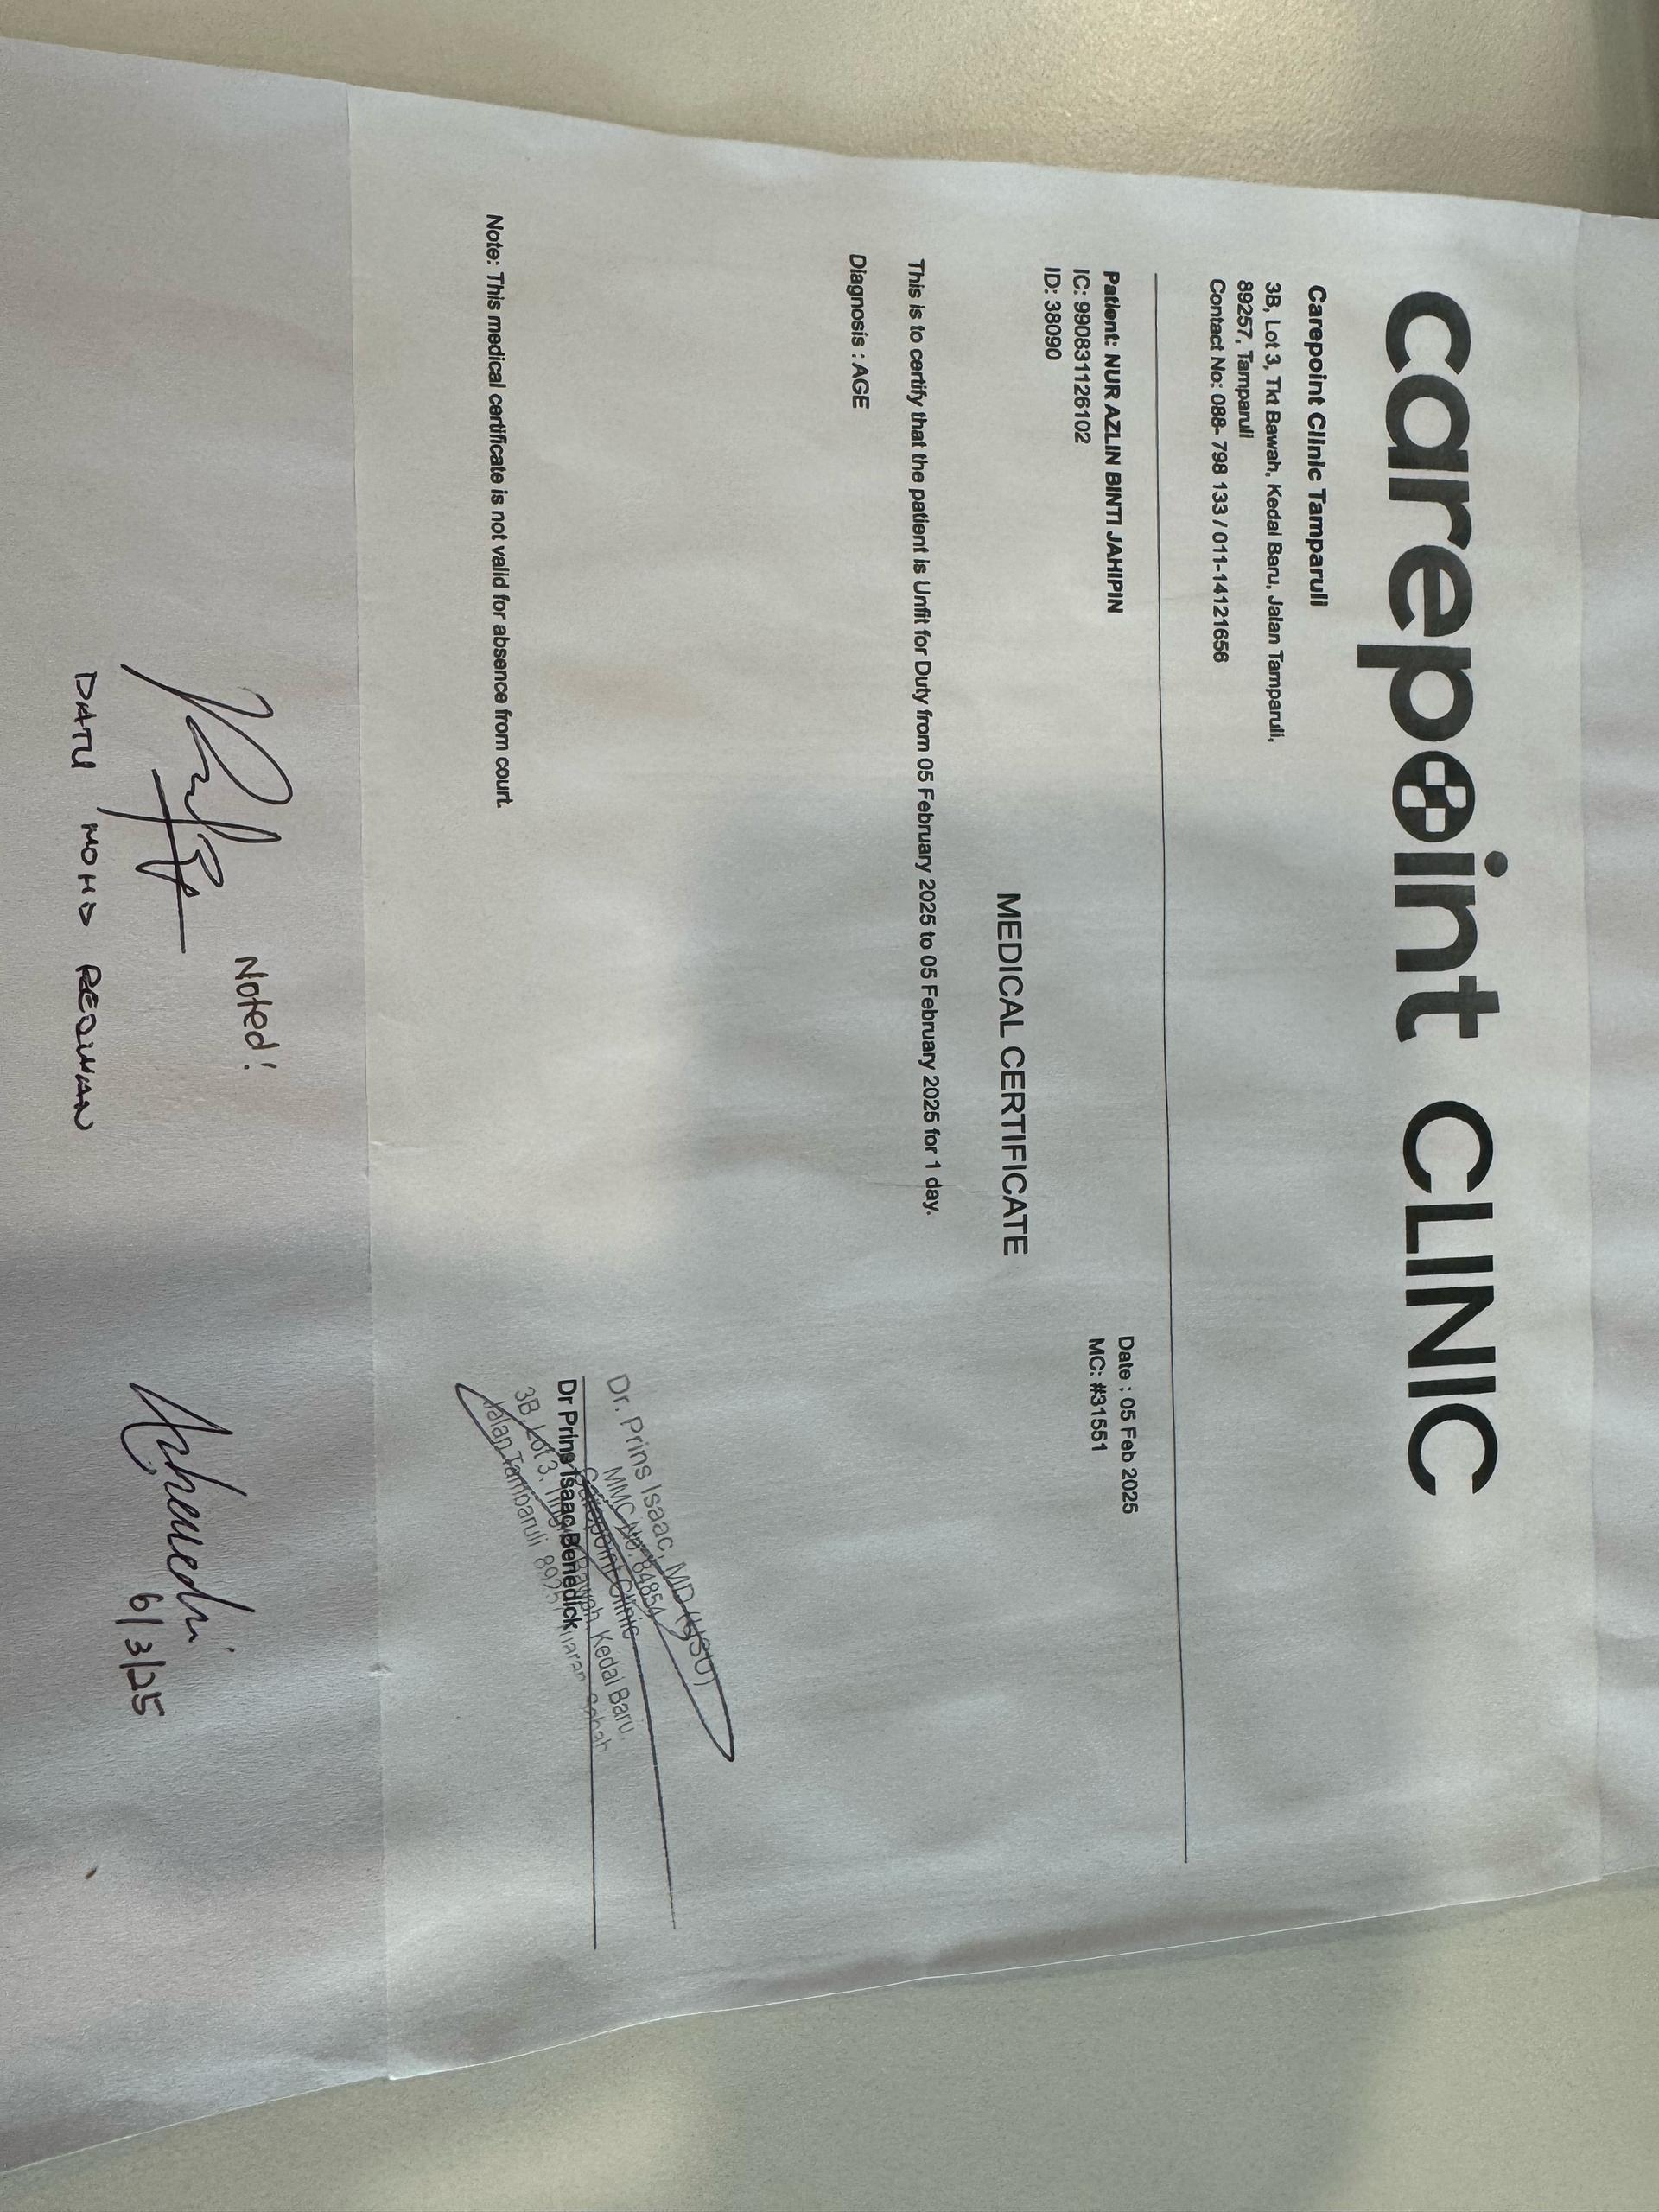 carepoint CLINIC
Carepoint Clinic Tamparuli
3B, Lot 3, Tkt Bawah, Kedai Baru, Jalan Tamparuli,
89257, Tamparuli
Contact No: 088- 798 133 / 011-14121656
Patient: NUR AZLIN BINTI JAHIPIN
IC: 990831126102
ID: 38090
Date : 05 Feb 2025
MC: #31551
MEDICAL CERTIFICATE
This is to certify that the patient is Unfit for Duty from 05 February 2025 to 05 February 2025 for 1 day.
Diagnosis : AGE
Dr. Prins Isaac, MD (USU)
MMC No: 84854
Carepoint Clinic
3B, Lot 3, Bawah, Kedai Baru,
Jalan Tamparuli 89257 Tuaran Sabah
Dr Prins Isaac Benedick
Note: This medical certificate is not valid for absence from court.
Noted!
DATU MOHD REDWAN
6/3/25